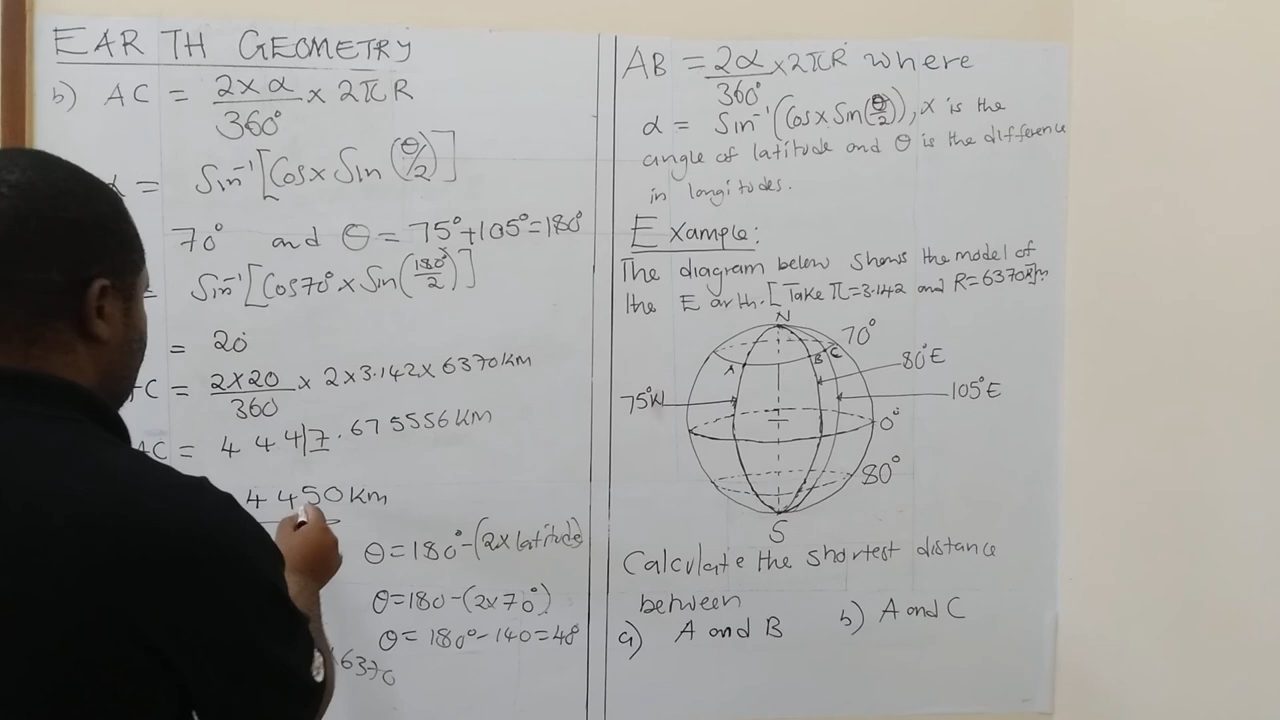 EARTH GEOMETRY
b) AC = 2×α/360° × 2πR
α = Sin⁻¹[Cos x Sin (θ/2)]
70° and θ = 75°+105°=180°
= Sin⁻¹[Cos70° × Sin(180°/2)]
= 20°
AC = 2×20/360 × 2×3.142×6370KM
AC = 4447.675556KM
4450Km
θ=180°-(2×latitude)
θ=180-(2×70°)
θ= 180°-140=40°
6370
AB = 2α/360° ×2πR where
α = Sin⁻¹(Cos x Sin(θ/2)), x is the
angle of latitude and θ is the difference
in longitudes.
Example:
The diagram below shows the model of
the Earth. [Take π=3.142 and R=6370Km]
N
70°
A
B
C
80°E
75°W
105°E
0°
80°
S
Calculate the shortest distance
between
a) A and B b) A and C